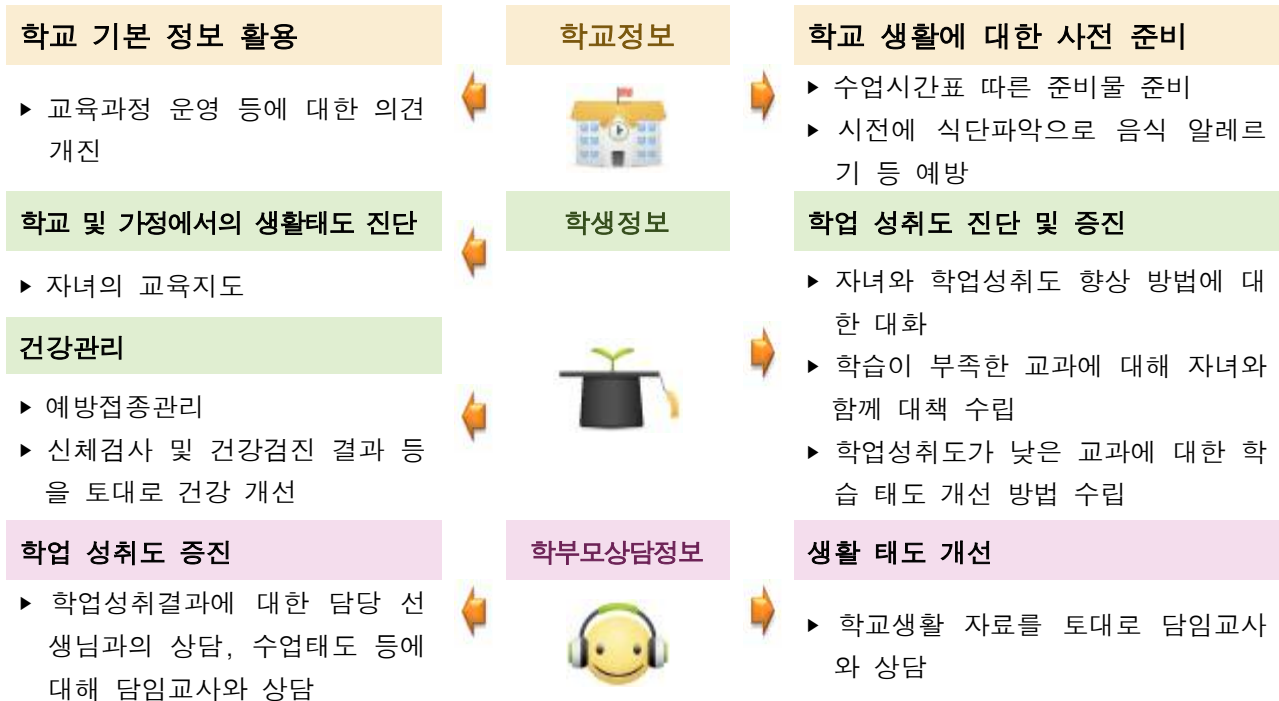 학교 기본 정보 활용
▸ 교육과정 운영 등에 대한 의견
개진
학교정보
학교 생활에 대한 사전 준비
▸ 수업시간표 따른 준비물 준비
▸ 시전에 식단파악으로 음식 알레르
기 등 예방
학교 및 가정에서의 생활태도 진단
▸ 자녀의 교육지도
건강관리
▸ 예방접종관리
▸ 신체검사 및 건강검진 결과 등
을 토대로 건강 개선
학생정보
학업 성취도 진단 및 증진
▸ 자녀와 학업성취도 향상 방법에 대
한 대화
▸ 학습이 부족한 교과에 대해 자녀와
함께 대책 수립
▸ 학업성취도가 낮은 교과에 대한 학
습 태도 개선 방법 수립
학업 성취도 증진
▸ 학업성취결과에 대한 담당 선
생님과의 상담, 수업태도 등에
대해 담임교사와 상담
학부모상담정보
생활 태도 개선
▸ 학교생활 자료를 토대로 담임교사
와 상담